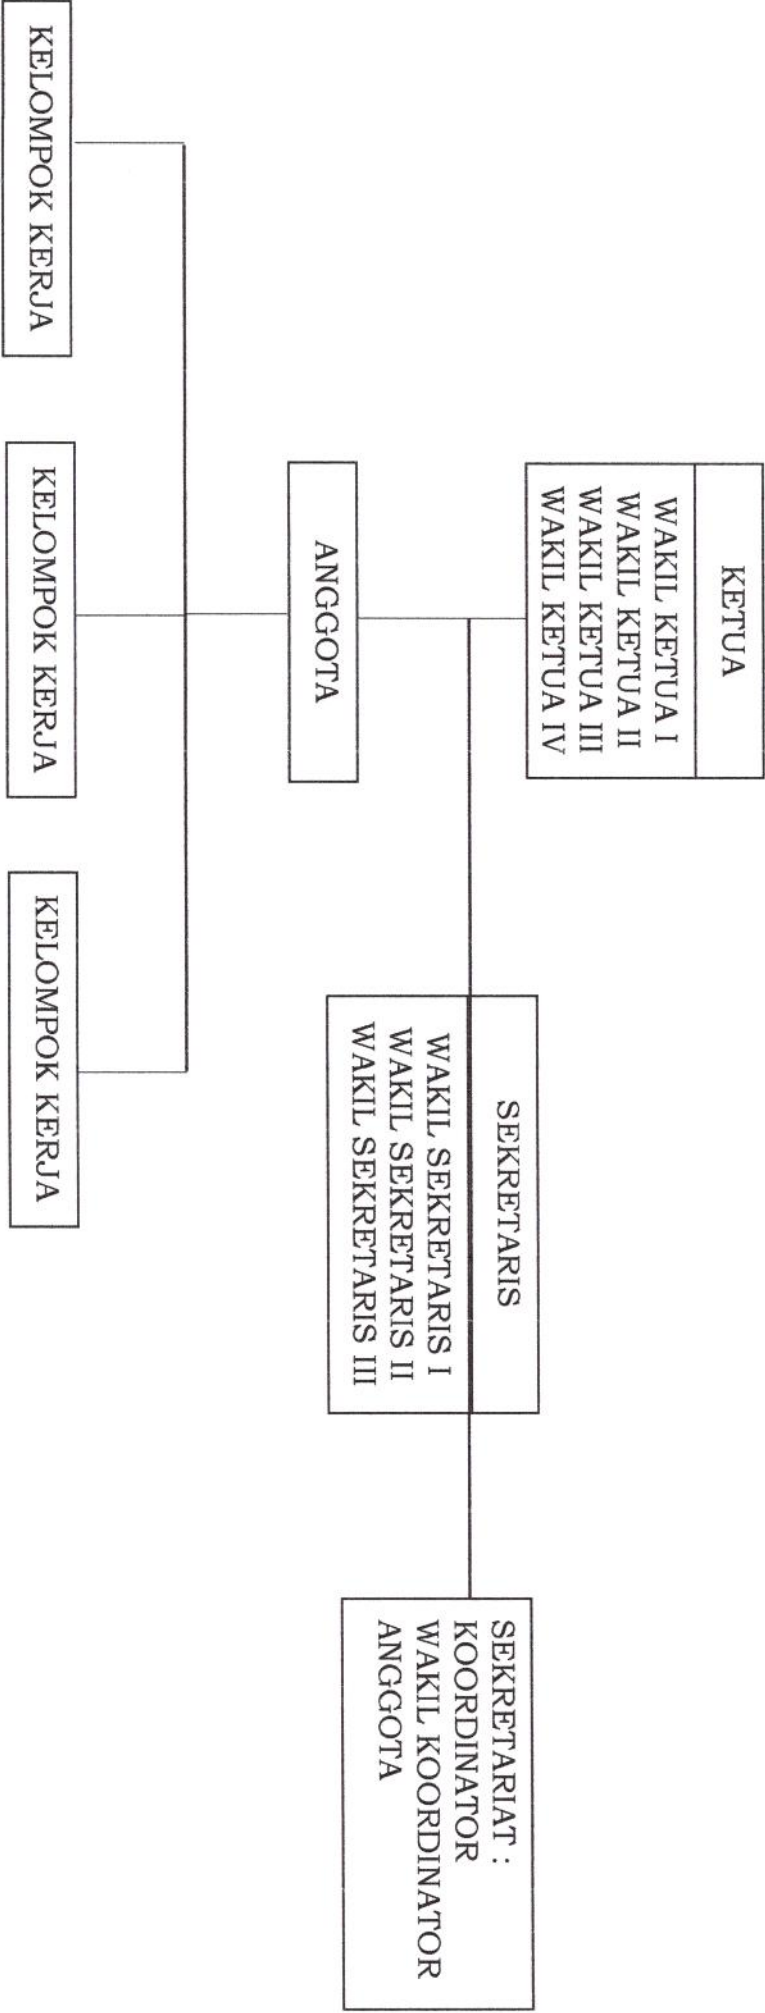 KETUA
WAKIL KETUA I
WAKIL KETUA II
WAKIL KETUA III
WAKIL KETUA IV
SEKRETARIS
WAKIL SEKRETARIS I
WAKIL SEKRETARIS II
WAKIL SEKRETARIS III
SEKRETARIAT :
KOORDINATOR
WAKIL KOORDINATOR
ANGGOTA
ANGGOTA
KELOMPOK KERJA
KELOMPOK KERJA
KELOMPOK KERJA